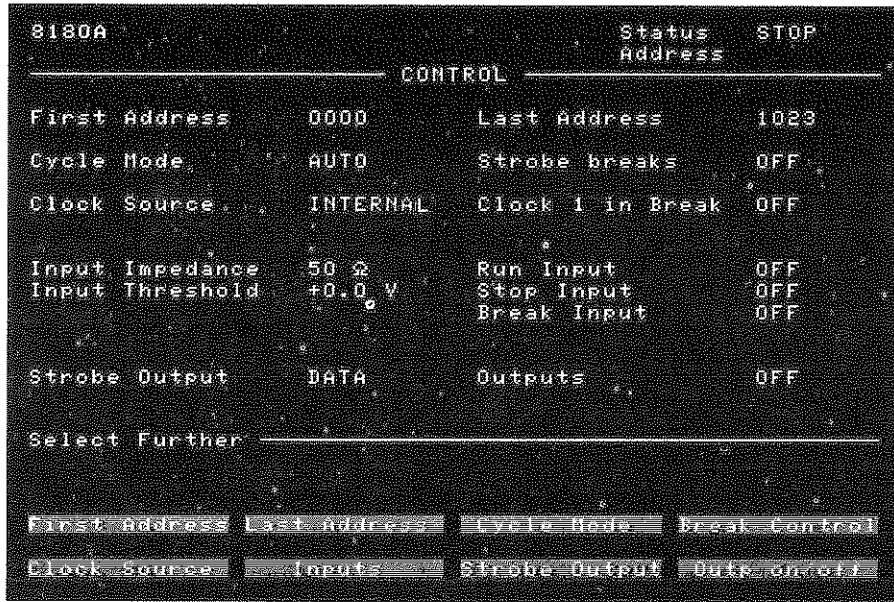 8180A Status STOP
Address
CONTROL
First Address 0000 Last Address 1023
Cycle Mode AUTO Strobe breaks OFF
Clock Source INTERNAL Clock 1 in Break OFF
Input Impedance 50 Ω Run Input OFF
Input Threshold +0.0 V Stop Input OFF
Break Input OFF
Strobe Output DATA Outputs OFF
Select Further
First Address Last Address Cycle Mode Break Control
Clock Source Inputs Strobe Output Outp on/off